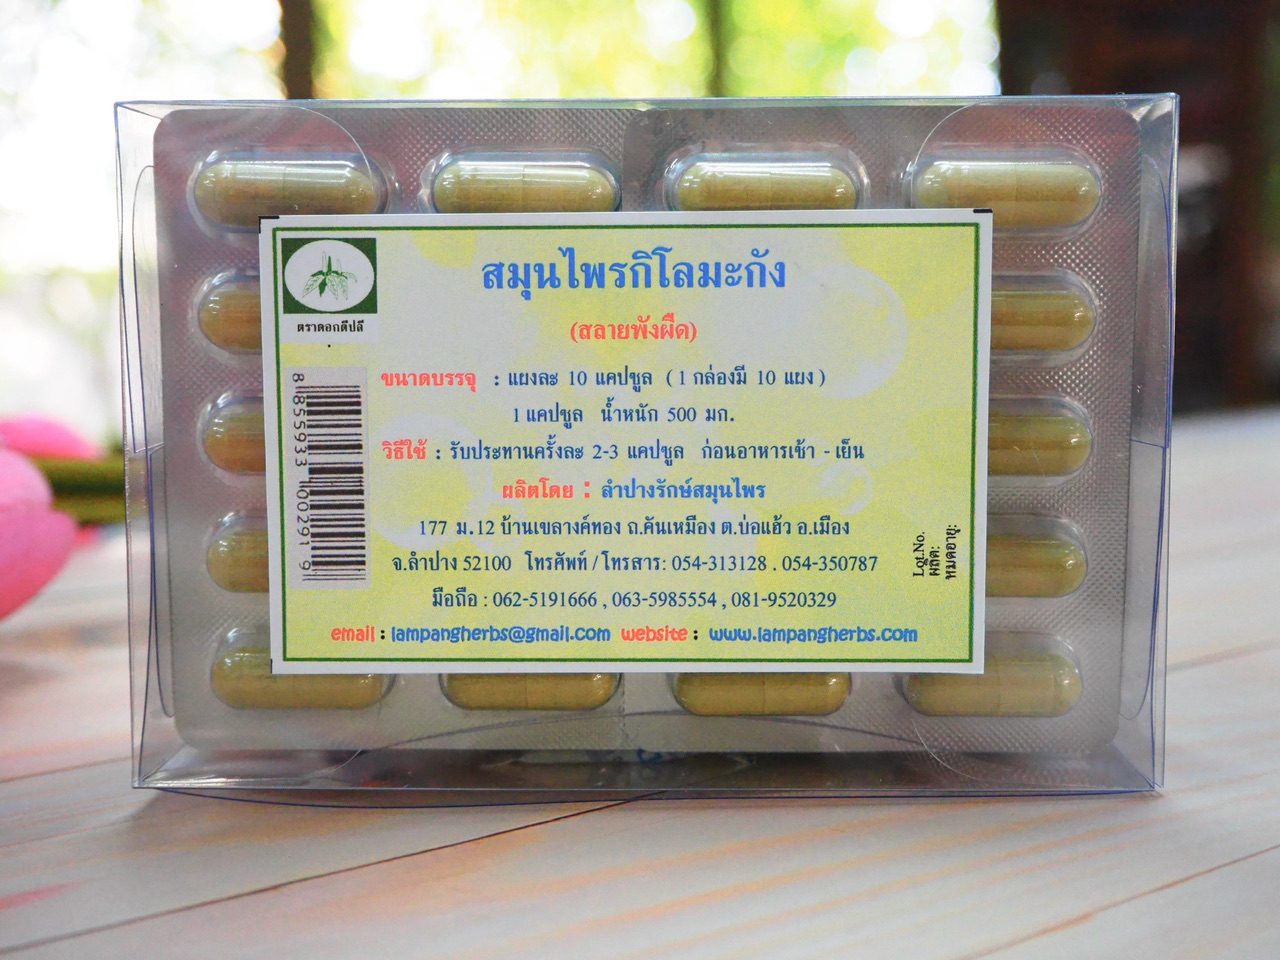 สมุนไพรกิโลมะกัง
(สลายพังผืด)
ตราดอกดีปลี
ขนาดบรรจุ : แผงละ 10 แคปซูล ( 1 กล่องมี 10 แผง )
1 แคปซูล น้ำหนัก 500 มก.
วิธีใช้ : รับประทานครั้งละ 2-3 แคปซูล ก่อนอาหารเช้า - เย็น
ผลิตโดย : ลำปางรักษ์สมุนไพร
177 ม.12 บ้านเขลางค์ทอง ถ.คันเหมือง ต.บ่อแฮ้ว อ.เมือง
จ.ลำปาง 52100 โทรศัพท์ / โทรสาร: 054-313128 . 054-350787
มือถือ : 062-5191666 , 063-5985554 , 081-9520329
email : lampangherbs@gmail.com website : www.lampangherbs.com
8 855933 100291 9
Lot.No.
ผลิต:
หมดอายุ: